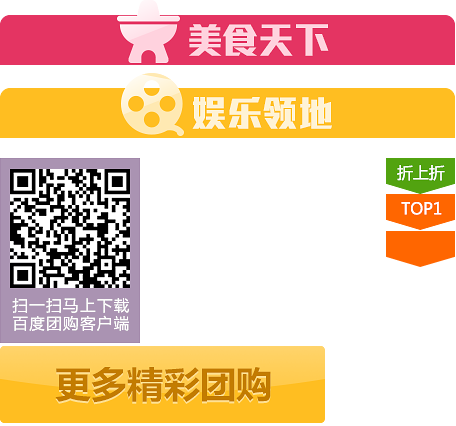 美食天下
娱乐领地
折上折
TOP1
扫一扫马上下载
百度团购客户端
更多精彩团购